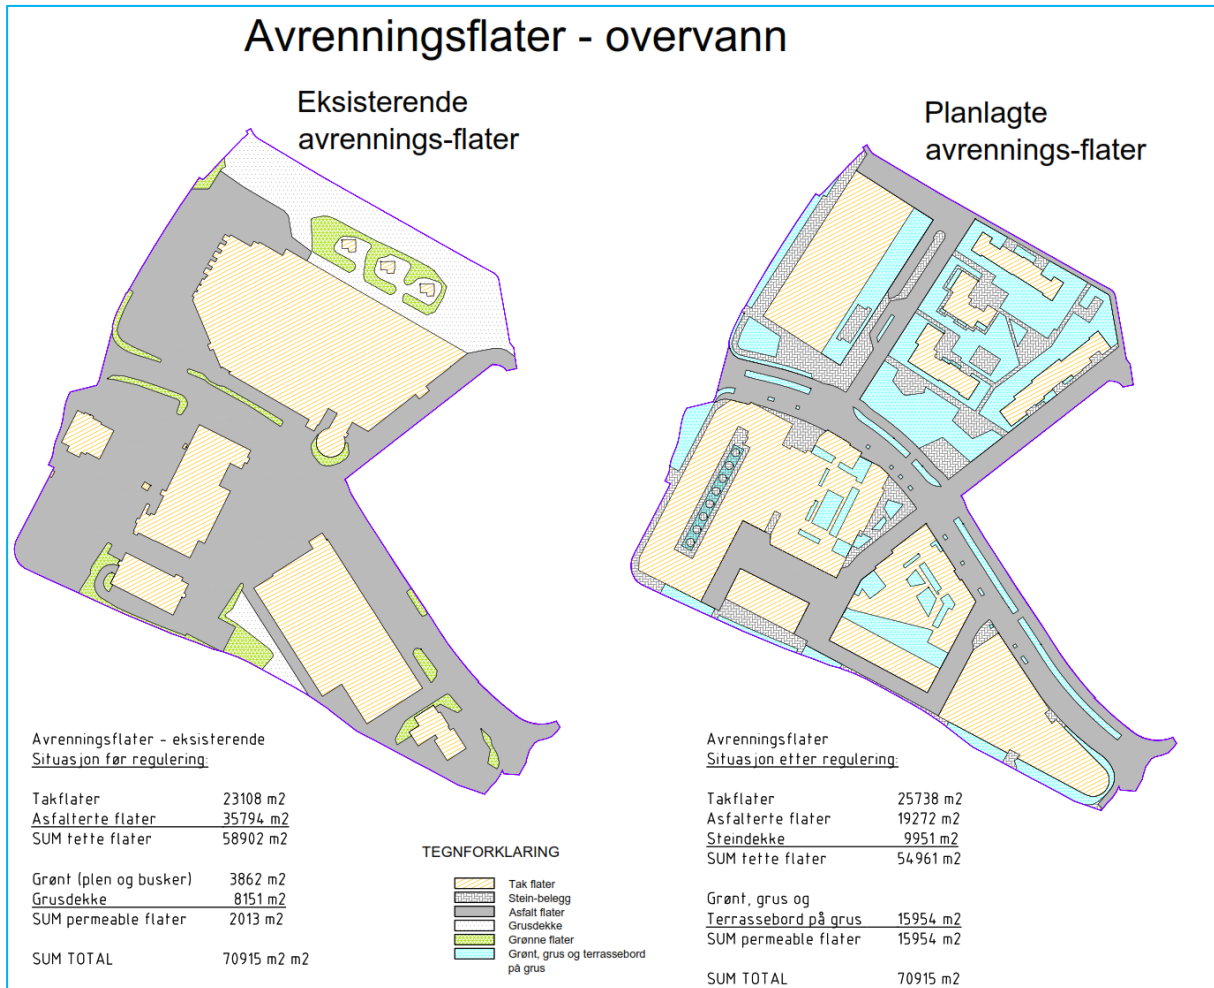 Avrenningsflater - overvann
Eksisterende
avrennings-flater
Planlagte
avrennings-flater
Avrenningsflater - eksisterende
Situasjon før regulering:
Takflater 23108 m2
Asfalterte flater 35794 m2
SUM tette flater 58902 m2
Grønt (plen og busker) 3862 m2
Grusdekke 8151 m2
SUM permeable flater 2013 m2
SUM TOTAL 70915 m2 m2
TEGNFORKLARING
Tak flater
Stein-belegg
Asfalt flater
Grusdekke
Grønne flater
Grønt, grus og terrassebord
på grus
Avrenningsflater
Situasjon etter regulering:
Takflater 25738 m2
Asfalterte flater 19272 m2
Steindekke 9951 m2
SUM tette flater 54961 m2
Grønt, grus og
Terrassebord på grus 15954 m2
SUM permeable flater 15954 m2
SUM TOTAL 70915 m2